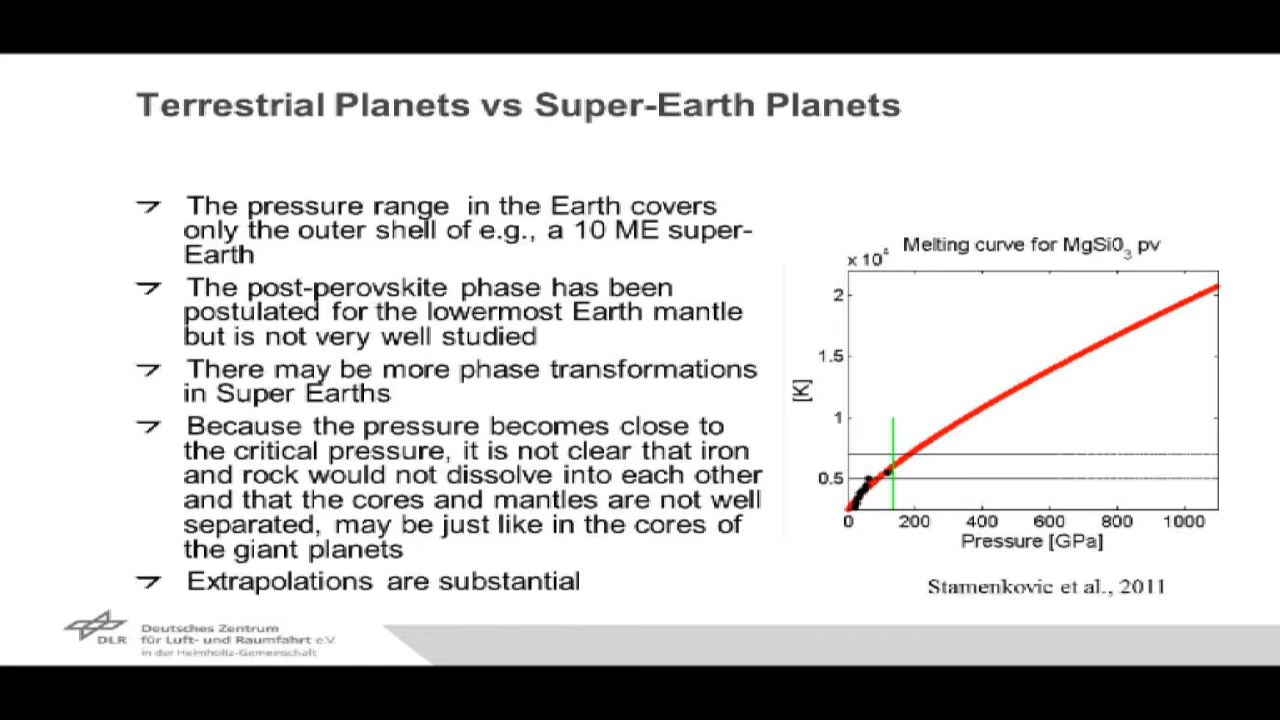 Terrestrial Planets vs Super-Earth Planets
The pressure range in the Earth covers
only the outer shell of e.g., a 10 ME super-
Earth
The post-perovskite phase has been
postulated for the lowermost Earth mantle
but is not very well studied
There may be more phase transformations
in Super Earths
Because the pressure becomes close to
the critical pressure, it is not clear that iron
and rock would not dissolve into each other
and that the cores and mantles are not well
separated, may be just like in the cores of
the giant planets
Extrapolations are substantial
Melting curve for MgSi0₃ pv
x 10⁴
2
1.5
1
0.5
[K]
0 200 400 600 800 1000
Pressure [GPa]
Stamenkovic et al., 2011
DLR
Deutsches Zentrum
für Luft- und Raumfahrt e.V.
in der Helmholtz-Gemeinschaft